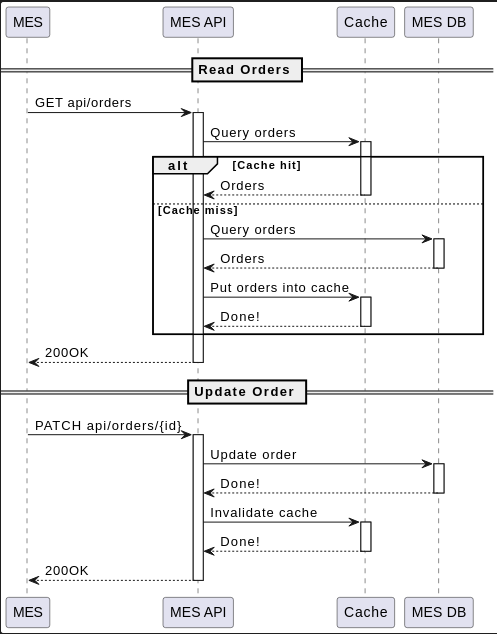 MES MES API Cache MES DB
Read Orders
GET api/orders
Query orders
alt [Cache hit]
Orders
[Cache miss]
Query orders
Orders
Put orders into cache
Done!
200OK
Update Order
PATCH api/orders/{id}
Update order
Done!
Invalidate cache
Done!
200OK
MES MES API Cache MES DB